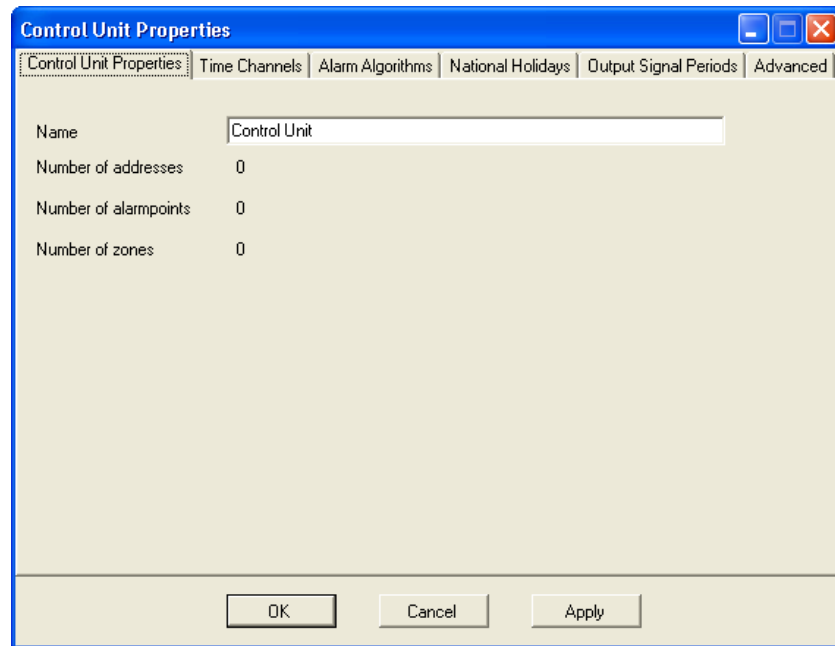 Control Unit Properties
Control Unit Properties Time Channels Alarm Algorithms National Holidays Output Signal Periods Advanced
Name Control Unit
Number of addresses 0
Number of alarmpoints 0
Number of zones 0
OK Cancel Apply